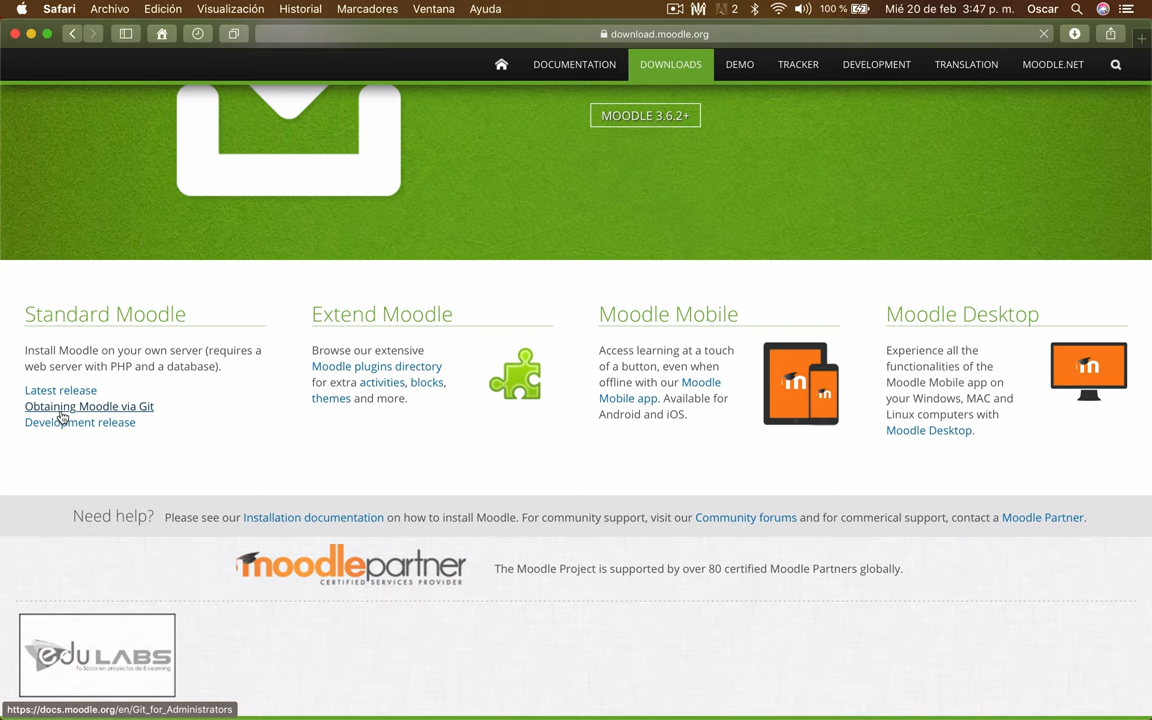 Safari Archivo Edición Visualización Historial Marcadores Ventana Ayuda 2 100 % Mié 20 de feb 3:47 p. m. Oscar
download.moodle.org
DOCUMENTATION DOWNLOADS DEMO TRACKER DEVELOPMENT TRANSLATION MOODLE.NET
MOODLE 3.6.2+
Standard Moodle
Install Moodle on your own server (requires a
web server with PHP and a database).
Latest release
Obtaining Moodle via Git
Development release
Extend Moodle
Browse our extensive
Moodle plugins directory
for extra activities, blocks,
themes and more.
Moodle Mobile
Access learning at a touch
of a button, even when
offline with our Moodle
Mobile app. Available for
Android and iOS.
m
m
Moodle Desktop
Experience all the
functionalities of the
Moodle Mobile app on
your Windows, MAC and
Linux computers with
Moodle Desktop.
m
Need help? Please see our Installation documentation on how to install Moodle. For community support, visit our Community forums and for commerical support, contact a Moodle Partner.
moodlepartner
CERTIFIED SERVICES PROVIDER
The Moodle Project is supported by over 80 certified Moodle Partners globally.
eduLABS
Tu Socio en proyectos de E-Learning
https://docs.moodle.org/en/Git_for_Administrators